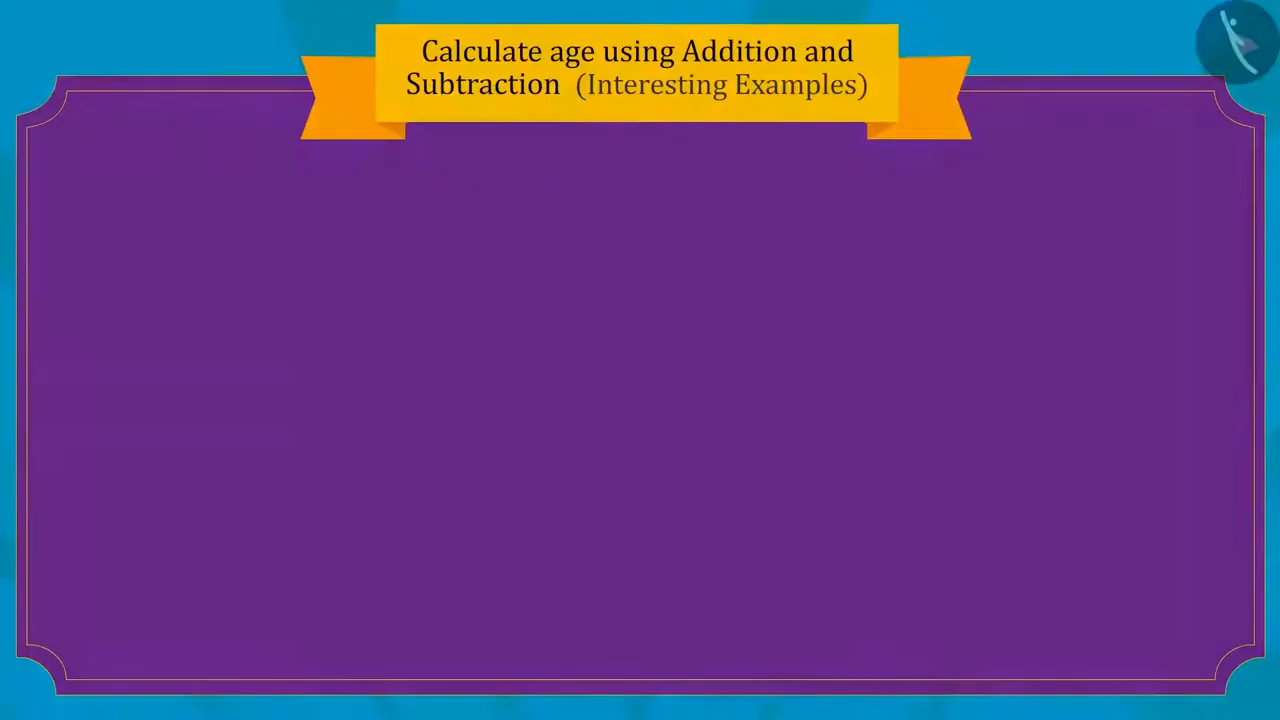 Calculate age using Addition and
Subtraction (Interesting Examples)